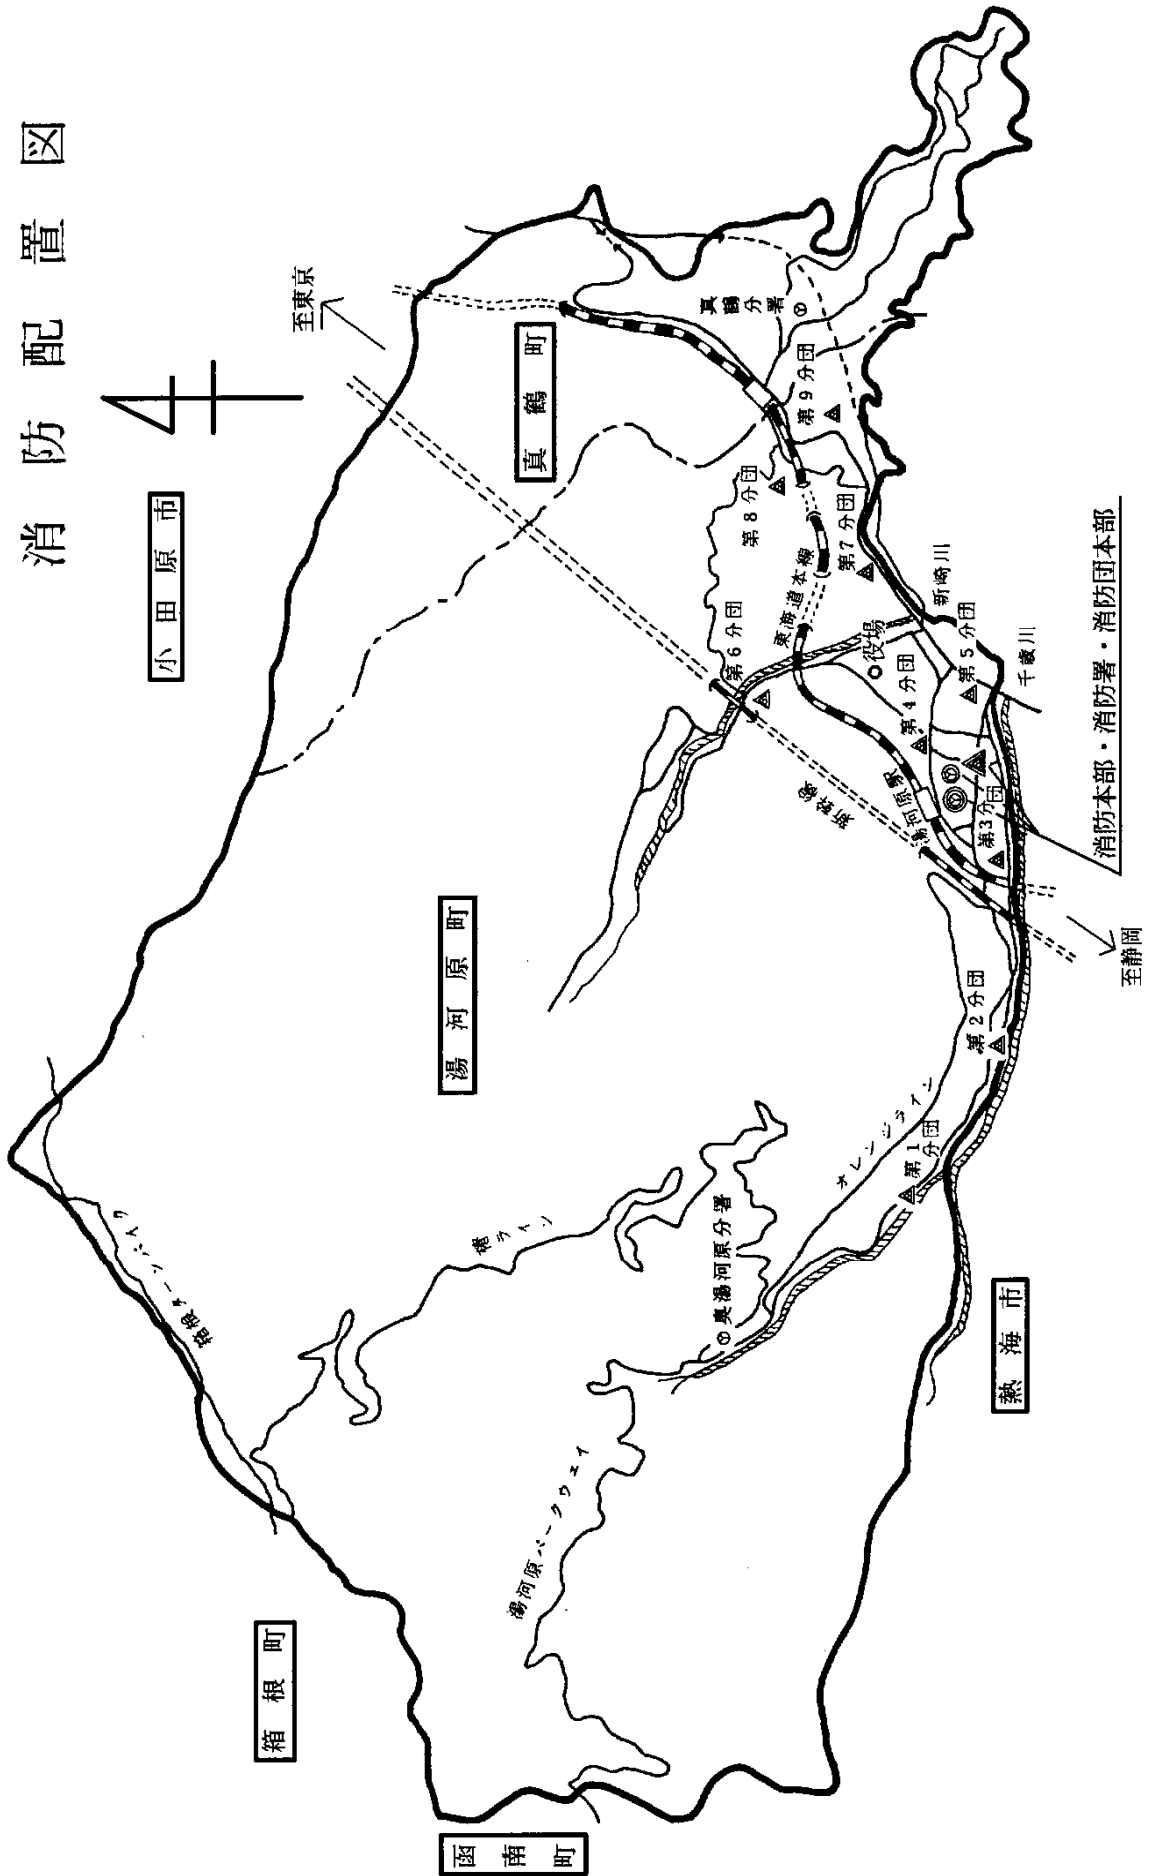 消防配置図
小田原市
至東京
真鶴町
真鶴
分署
第9分団
第8分団
第7分団
東海道本線
第6分団
新崎川
役場
第4分団
第5分団
千歳川
新幹線
湯河原駅
第3分団
消防本部・消防署・消防団本部
至静岡
湯河原町
第2分団
オレンジライン
第1
分団
奥湯河原分署
椿ライン
箱根ターンパイク
湯河原パークウェイ
熱海市
箱根町
函南町